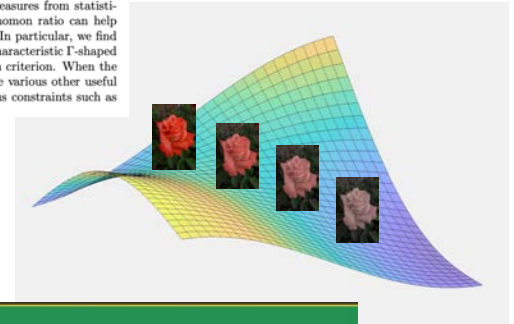 easures from statisti-
nomon ratio can help
In particular, we find
haracteristic Γ-shaped
criterion. When the
e various other useful
us constraints such as